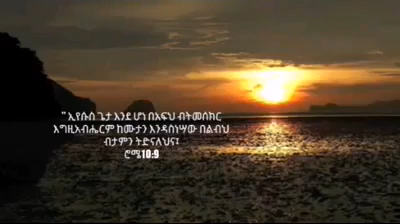 " ኢየሱስ ጌታ እንደ ሆነ በአፍህ ብትመሰክር
እግዚአብሔርም ከሙታን እንዳስነሣው በልብህ
ብታምን ትድናለህና፣
ሮሜ10:9